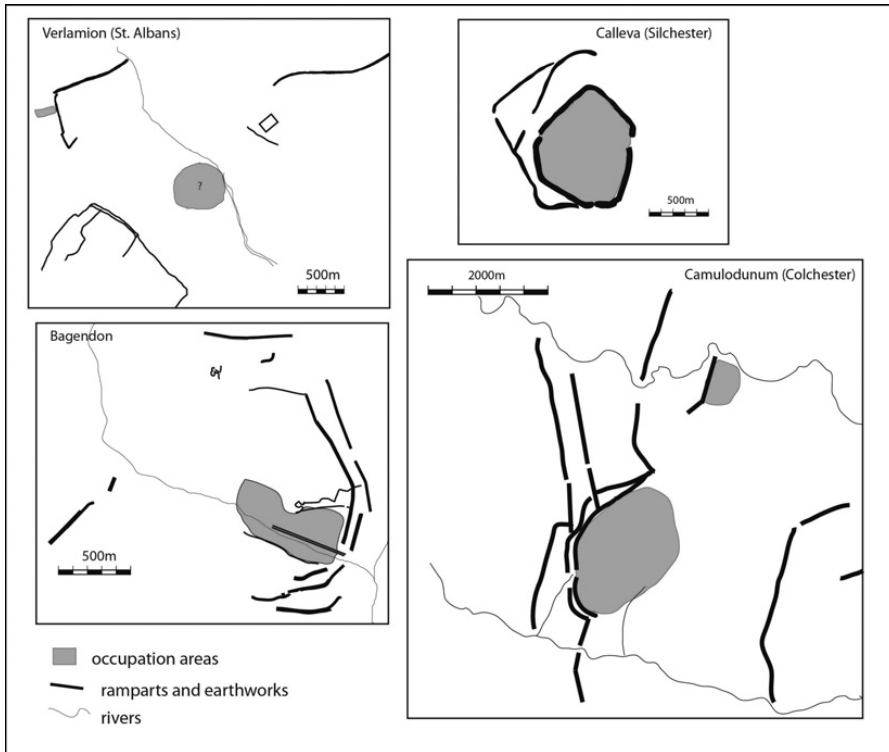 Verlamion (St. Albans)
?
500m
Calleva (Silchester)
500m
Bagendon
500m
2000m
Camulodunum (Colchester)
occupation areas
ramparts and earthworks
rivers